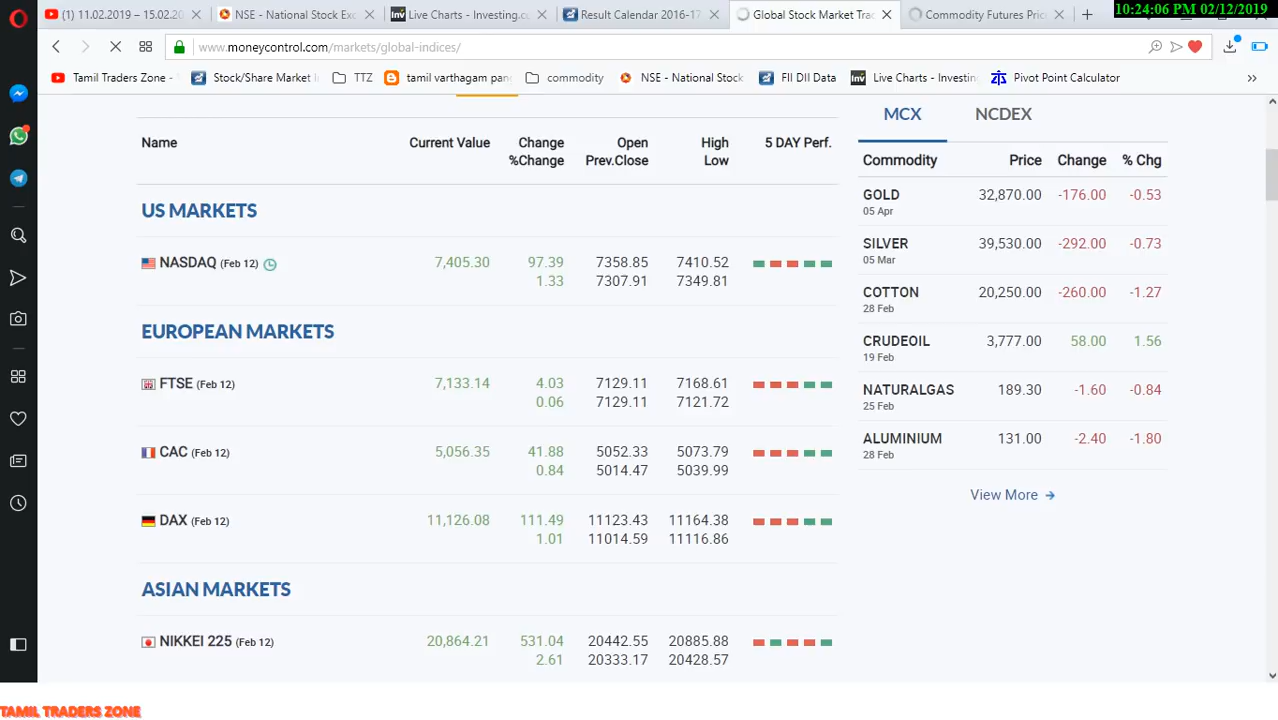 10:24:06 PM 02/12/2019
(1) 11.02.2019 – 15.02.20
NSE - National Stock Exc
Live Charts - Investing.co
Result Calendar 2016-17
Global Stock Market Trac
Commodity Futures Pric
www.moneycontrol.com/markets/global-indices/
Tamil Traders Zone -
Stock/Share Market I
TTZ
tamil varthagam pan
commodity
NSE - National Stock
FII DII Data
Live Charts - Investin
Pivot Point Calculator
Name Current Value Change Open High 5 DAY Perf.
%Change Prev.Close Low
US MARKETS
NASDAQ (Feb 12) 7,405.30 97.39 7358.85 7410.52
1.33 7307.91 7349.81
EUROPEAN MARKETS
FTSE (Feb 12) 7,133.14 4.03 7129.11 7168.61
0.06 7129.11 7121.72
CAC (Feb 12) 5,056.35 41.88 5052.33 5073.79
0.84 5014.47 5039.99
DAX (Feb 12) 11,126.08 111.49 11123.43 11164.38
1.01 11014.59 11116.86
ASIAN MARKETS
NIKKEI 225 (Feb 12) 20,864.21 531.04 20442.55 20885.88
2.61 20333.17 20428.57
MCX NCDEX
Commodity Price Change % Chg
GOLD 32,870.00 -176.00 -0.53
05 Apr
SILVER 39,530.00 -292.00 -0.73
05 Mar
COTTON 20,250.00 -260.00 -1.27
28 Feb
CRUDEOIL 3,777.00 58.00 1.56
19 Feb
NATURALGAS 189.30 -1.60 -0.84
25 Feb
ALUMINIUM 131.00 -2.40 -1.80
28 Feb
View More
TAMIL TRADERS ZONE